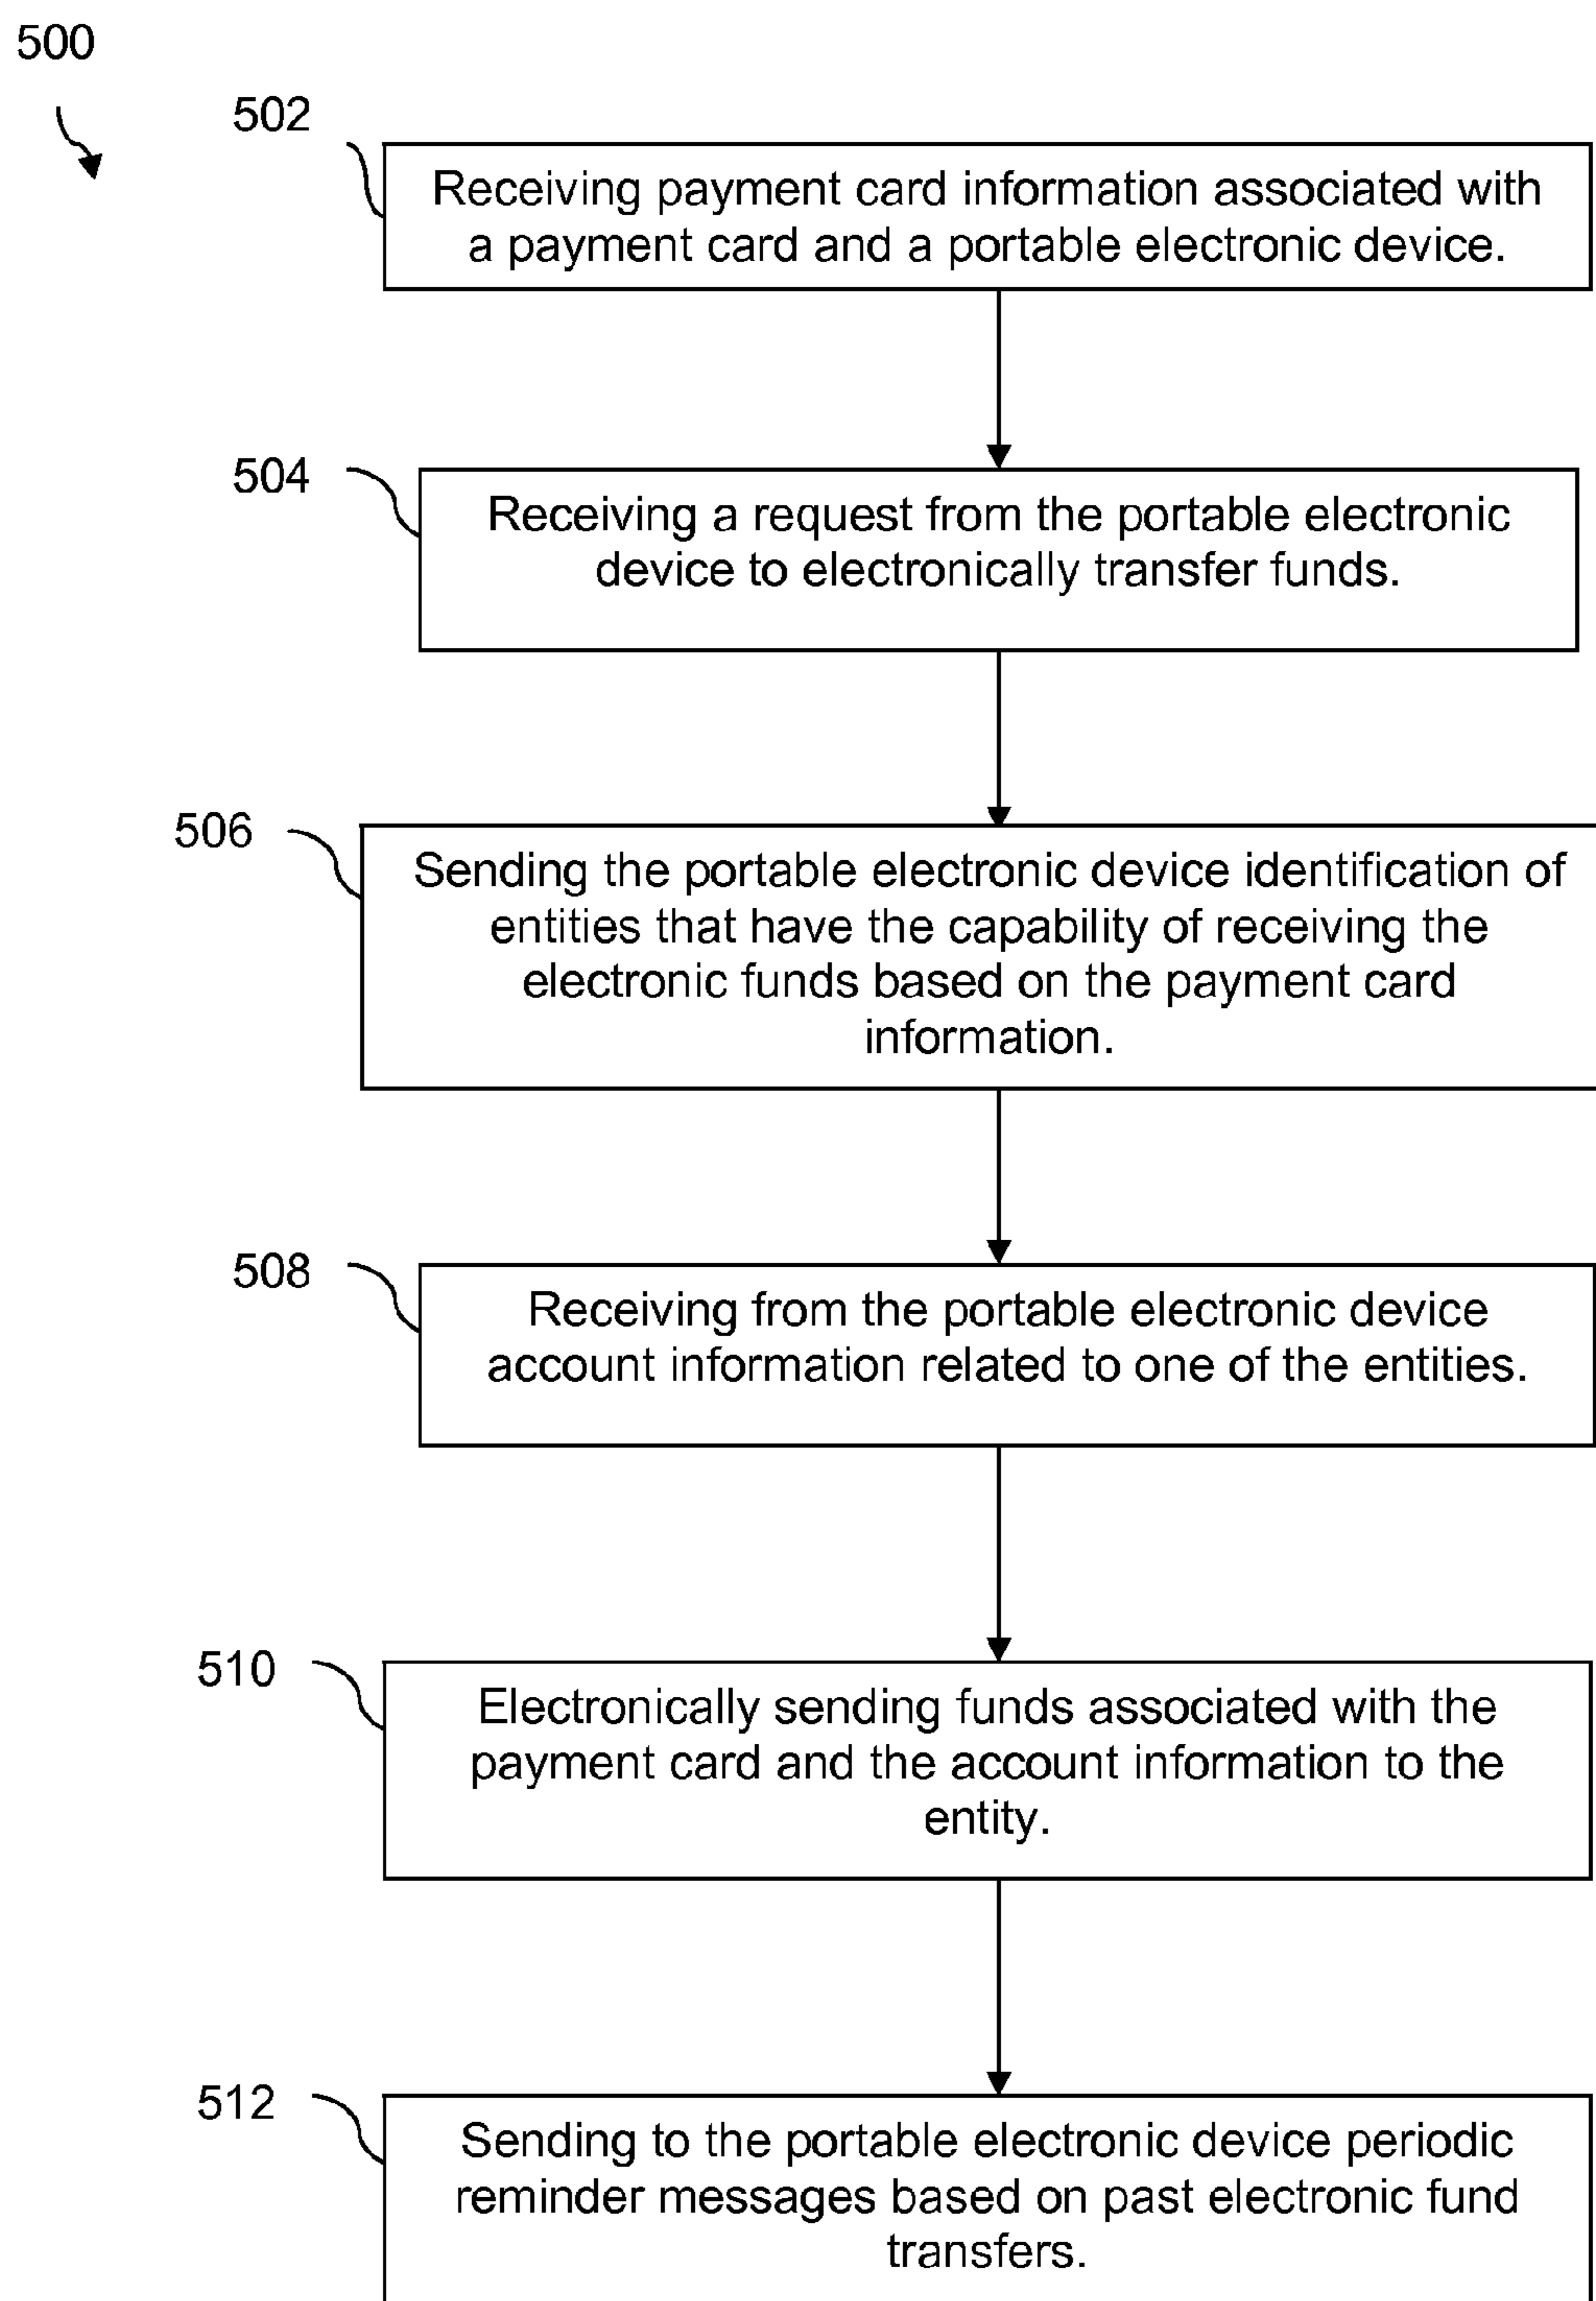 500
502
Receiving payment card information associated with
a payment card and a portable electronic device.
504
Receiving a request from the portable electronic
device to electronically transfer funds.
506
Sending the portable electronic device identification of
entities that have the capability of receiving the
electronic funds based on the payment card
information.
508
Receiving from the portable electronic device
account information related to one of the entities.
510
Electronically sending funds associated with the
payment card and the account information to the
entity.
512
Sending to the portable electronic device periodic
reminder messages based on past electronic fund
transfers.